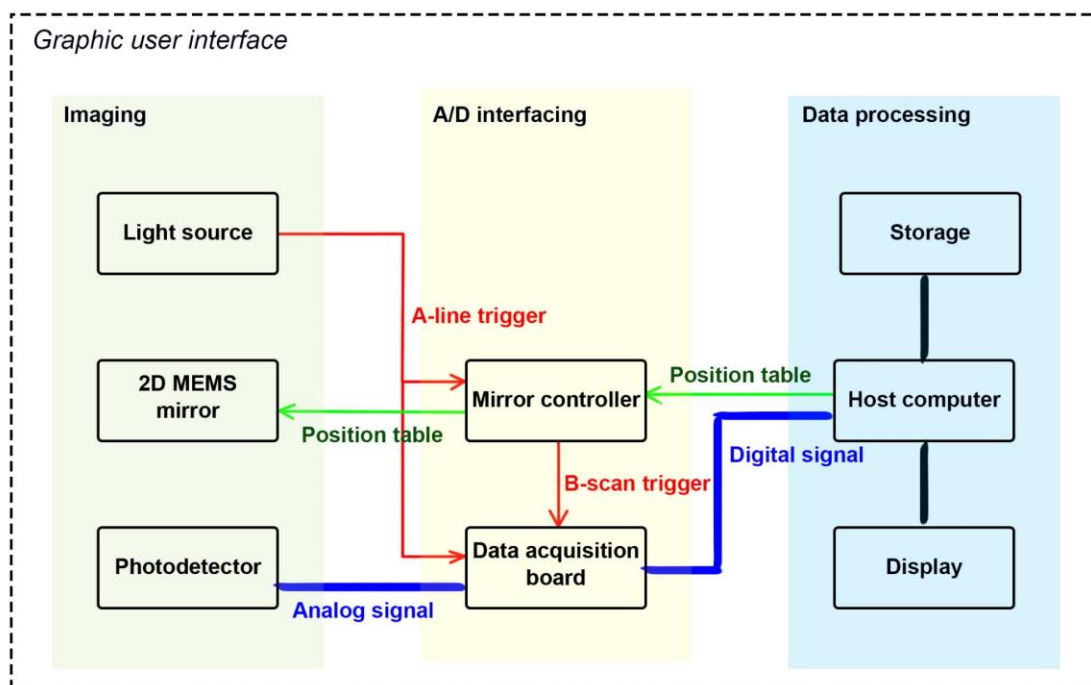 Graphic user interface
Imaging
A/D interfacing
Data processing
Light source
Storage
A-line trigger
2D MEMS
mirror
Mirror controller
Position table
Host computer
Position table
Digital signal
B-scan trigger
Photodetector
Data acquisition
board
Display
Analog signal